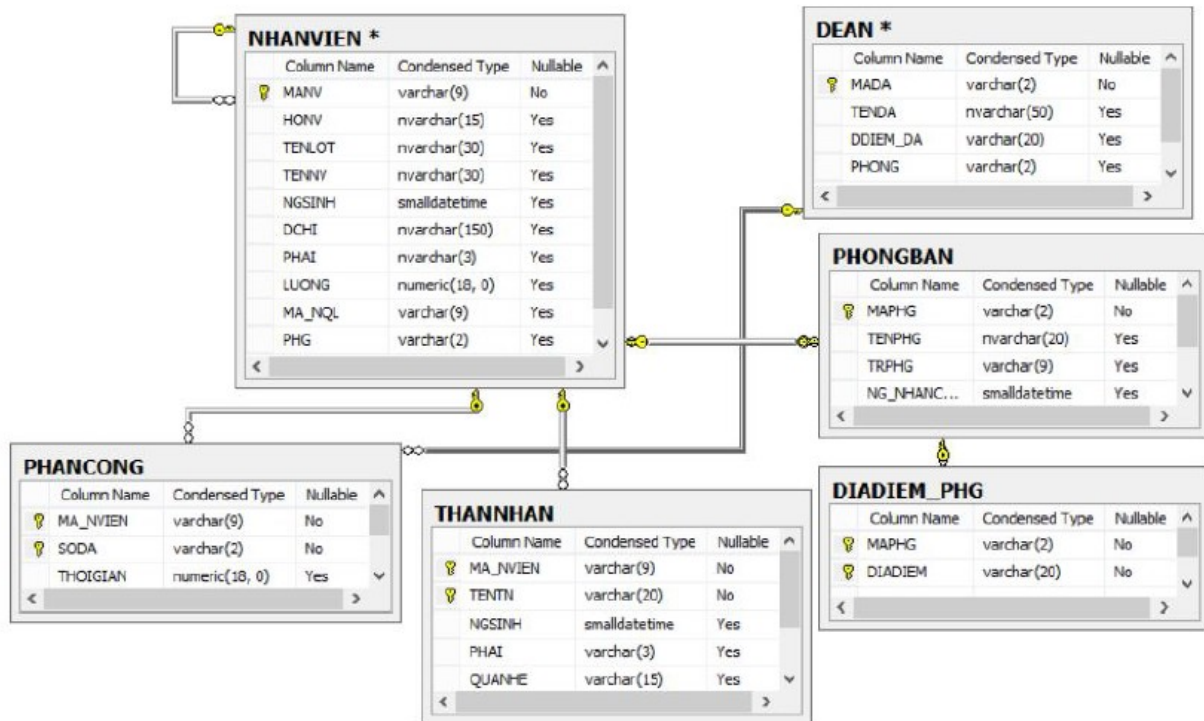 NHANVIEN *
Column Name Condensed Type Nullable
MANV varchar(9) No
HONV nvarchar(15) Yes
TENLOT nvarchar(30) Yes
TENNV nvarchar(30) Yes
NGSINH smalldatetime Yes
DCHI nvarchar(150) Yes
PHAI nvarchar(3) Yes
LUONG numeric(18, 0) Yes
MA_NQL varchar(9) Yes
PHG varchar(2) Yes
DEAN *
Column Name Condensed Type Nullable
MADA varchar(2) No
TENDA nvarchar(50) Yes
DDIEM_DA varchar(20) Yes
PHONG varchar(2) Yes
PHONGBAN
Column Name Condensed Type Nullable
MAPHG varchar(2) No
TENPHG nvarchar(20) Yes
TRPHG varchar(9) Yes
NG_NHANC... smalldatetime Yes
PHANCONG
Column Name Condensed Type Nullable
MA_NVIEN varchar(9) No
SODA varchar(2) No
THOIGIAN numeric(18, 0) Yes
THANNHAN
Column Name Condensed Type Nullable
MA_NVIEN varchar(9) No
TENTN varchar(20) No
NGSINH smalldatetime Yes
PHAI varchar(3) Yes
QUANHE varchar(15) Yes
DIADIEM_PHG
Column Name Condensed Type Nullable
MAPHG varchar(2) No
DIADIEM varchar(20) No